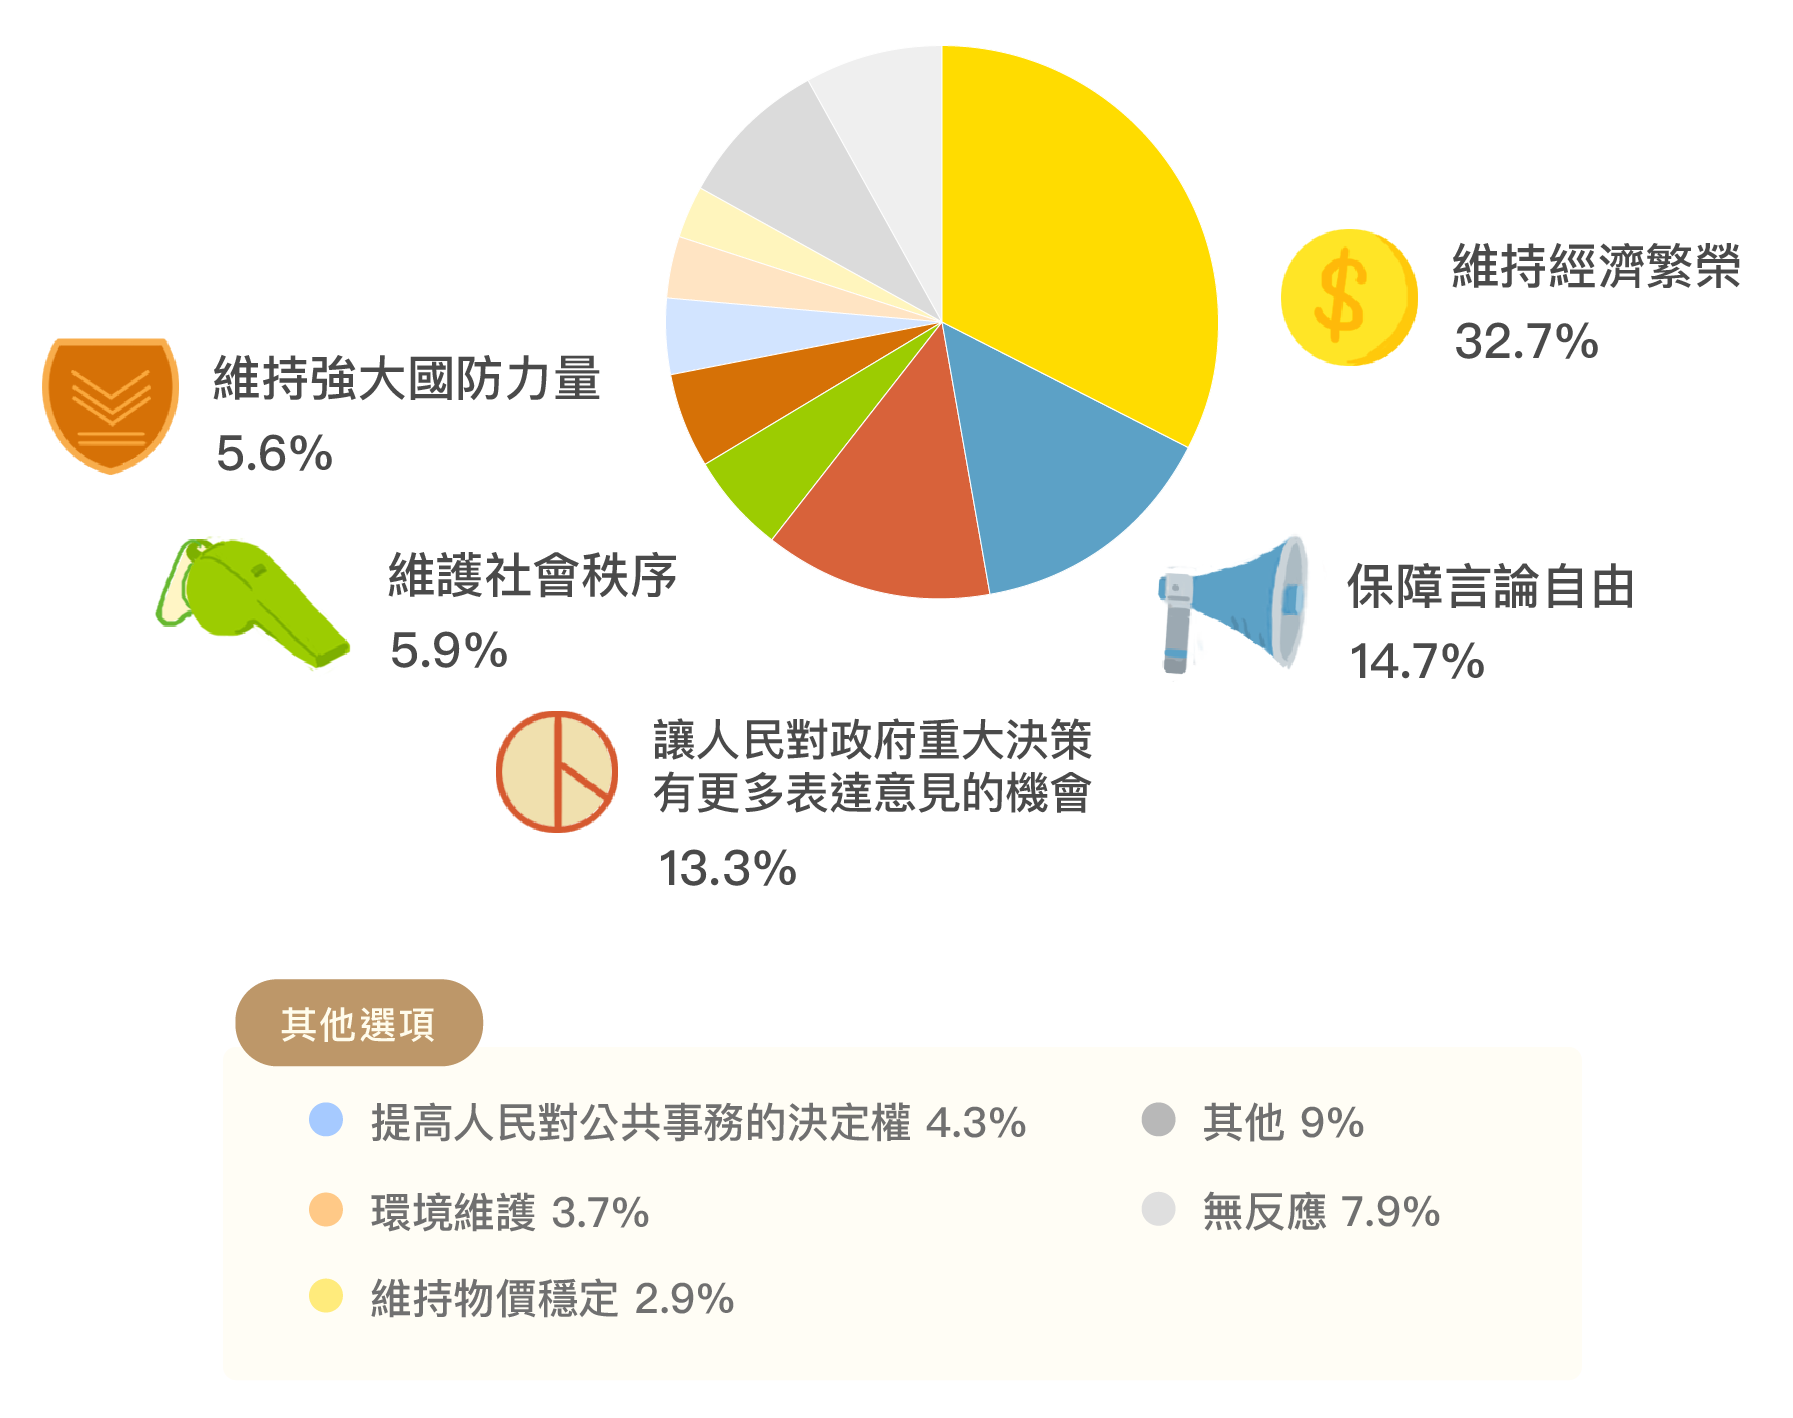 維持經濟繁榮
32.7%
維持強大國防力量
5.6%
維護社會秩序
5.9%
保障言論自由
14.7%
讓人民對政府重大決策
有更多表達意見的機會
13.3%
其他選項
提高人民對公共事務的決定權 4.3%
環境維護 3.7%
維持物價穩定 2.9%
其他 9%
無反應 7.9%